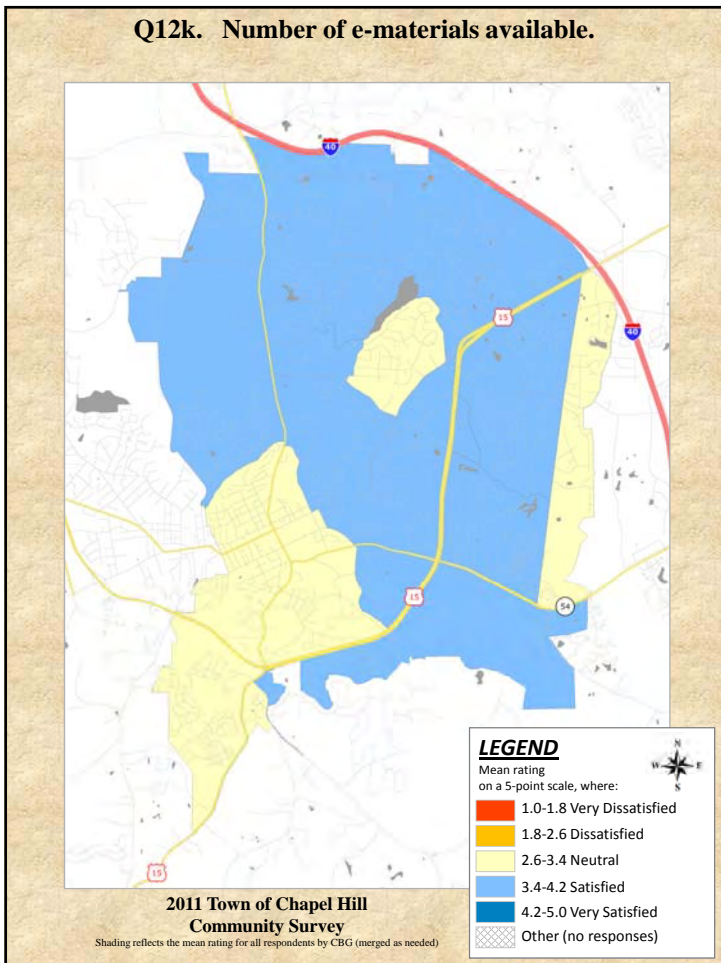 Q12k. Number of e-materials available.
40
15
40
15
54
15
LEGEND
Mean rating
on a 5-point scale, where:
N
W E
S
1.0-1.8 Very Dissatisfied
1.8-2.6 Dissatisfied
2.6-3.4 Neutral
3.4-4.2 Satisfied
4.2-5.0 Very Satisfied
Other (no responses)
2011 Town of Chapel Hill
Community Survey
Shading reflects the mean rating for all respondents by CBG (merged as needed)